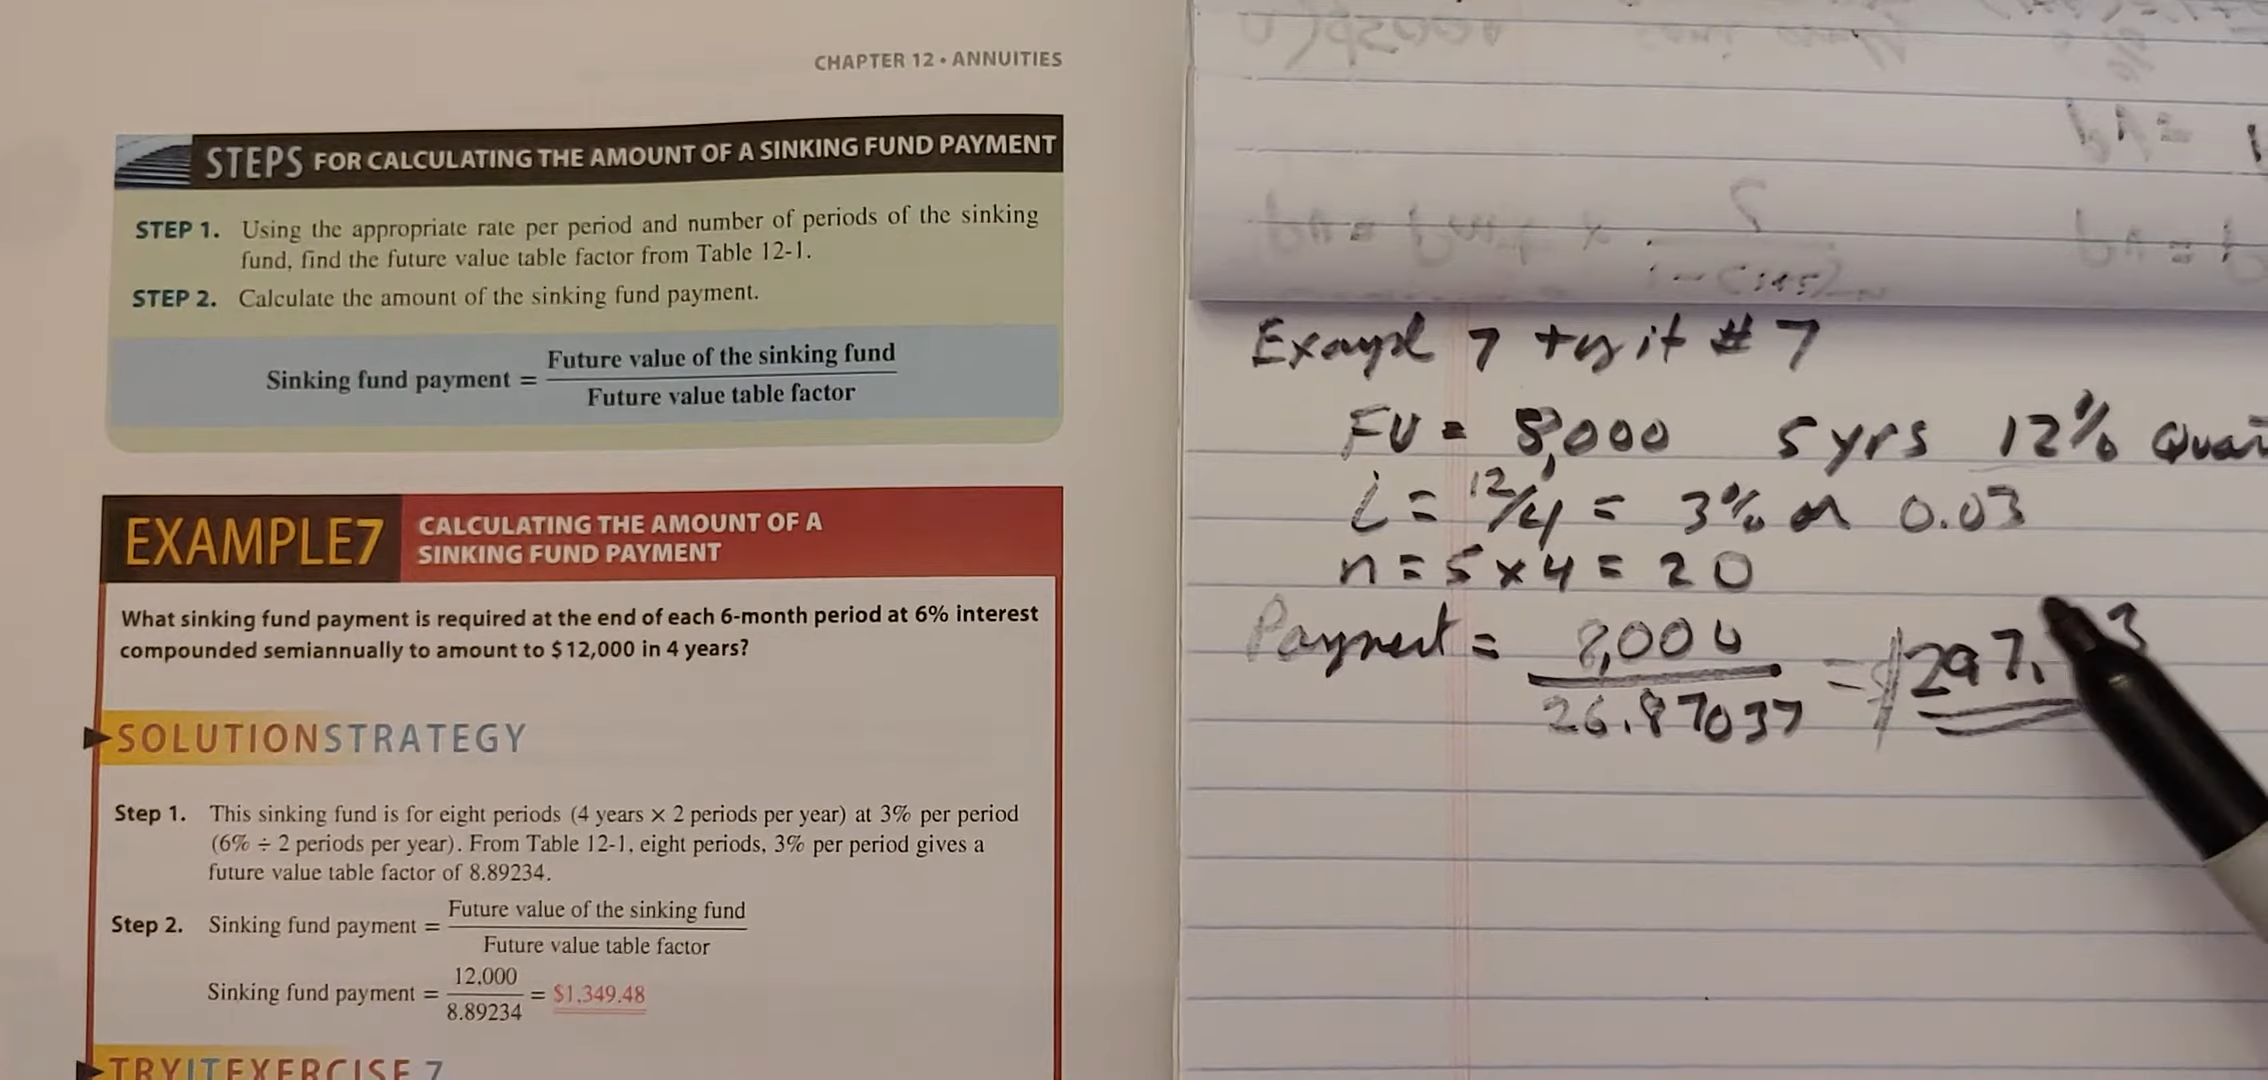 CHAPTER 12 • ANNUITIES
STEPS FOR CALCULATING THE AMOUNT OF A SINKING FUND PAYMENT
STEP 1. Using the appropriate rate per period and number of periods of the sinking
fund, find the future value table factor from Table 12-1.
STEP 2. Calculate the amount of the sinking fund payment.
Sinking fund payment = Future value of the sinking fund
Future value table factor
EXAMPLE7 CALCULATING THE AMOUNT OF A
SINKING FUND PAYMENT
What sinking fund payment is required at the end of each 6-month period at 6% interest
compounded semiannually to amount to $12,000 in 4 years?
SOLUTIONSTRATEGY
Step 1. This sinking fund is for eight periods (4 years × 2 periods per year) at 3% per period
(6% ÷ 2 periods per year). From Table 12-1, eight periods, 3% per period gives a
future value table factor of 8.89234.
Step 2. Sinking fund payment = Future value of the sinking fund
Future value table factor
Sinking fund payment = 12,000
8.89234
= $1,349.48
TRYITEXERCISE 7
7 try it # 7
FV = 8,000 5 yrs 12%
i = 12/4 = 3% or 0.03
n = 5 x 4 = 20
Payment = 8,000
26.87037
= $297.